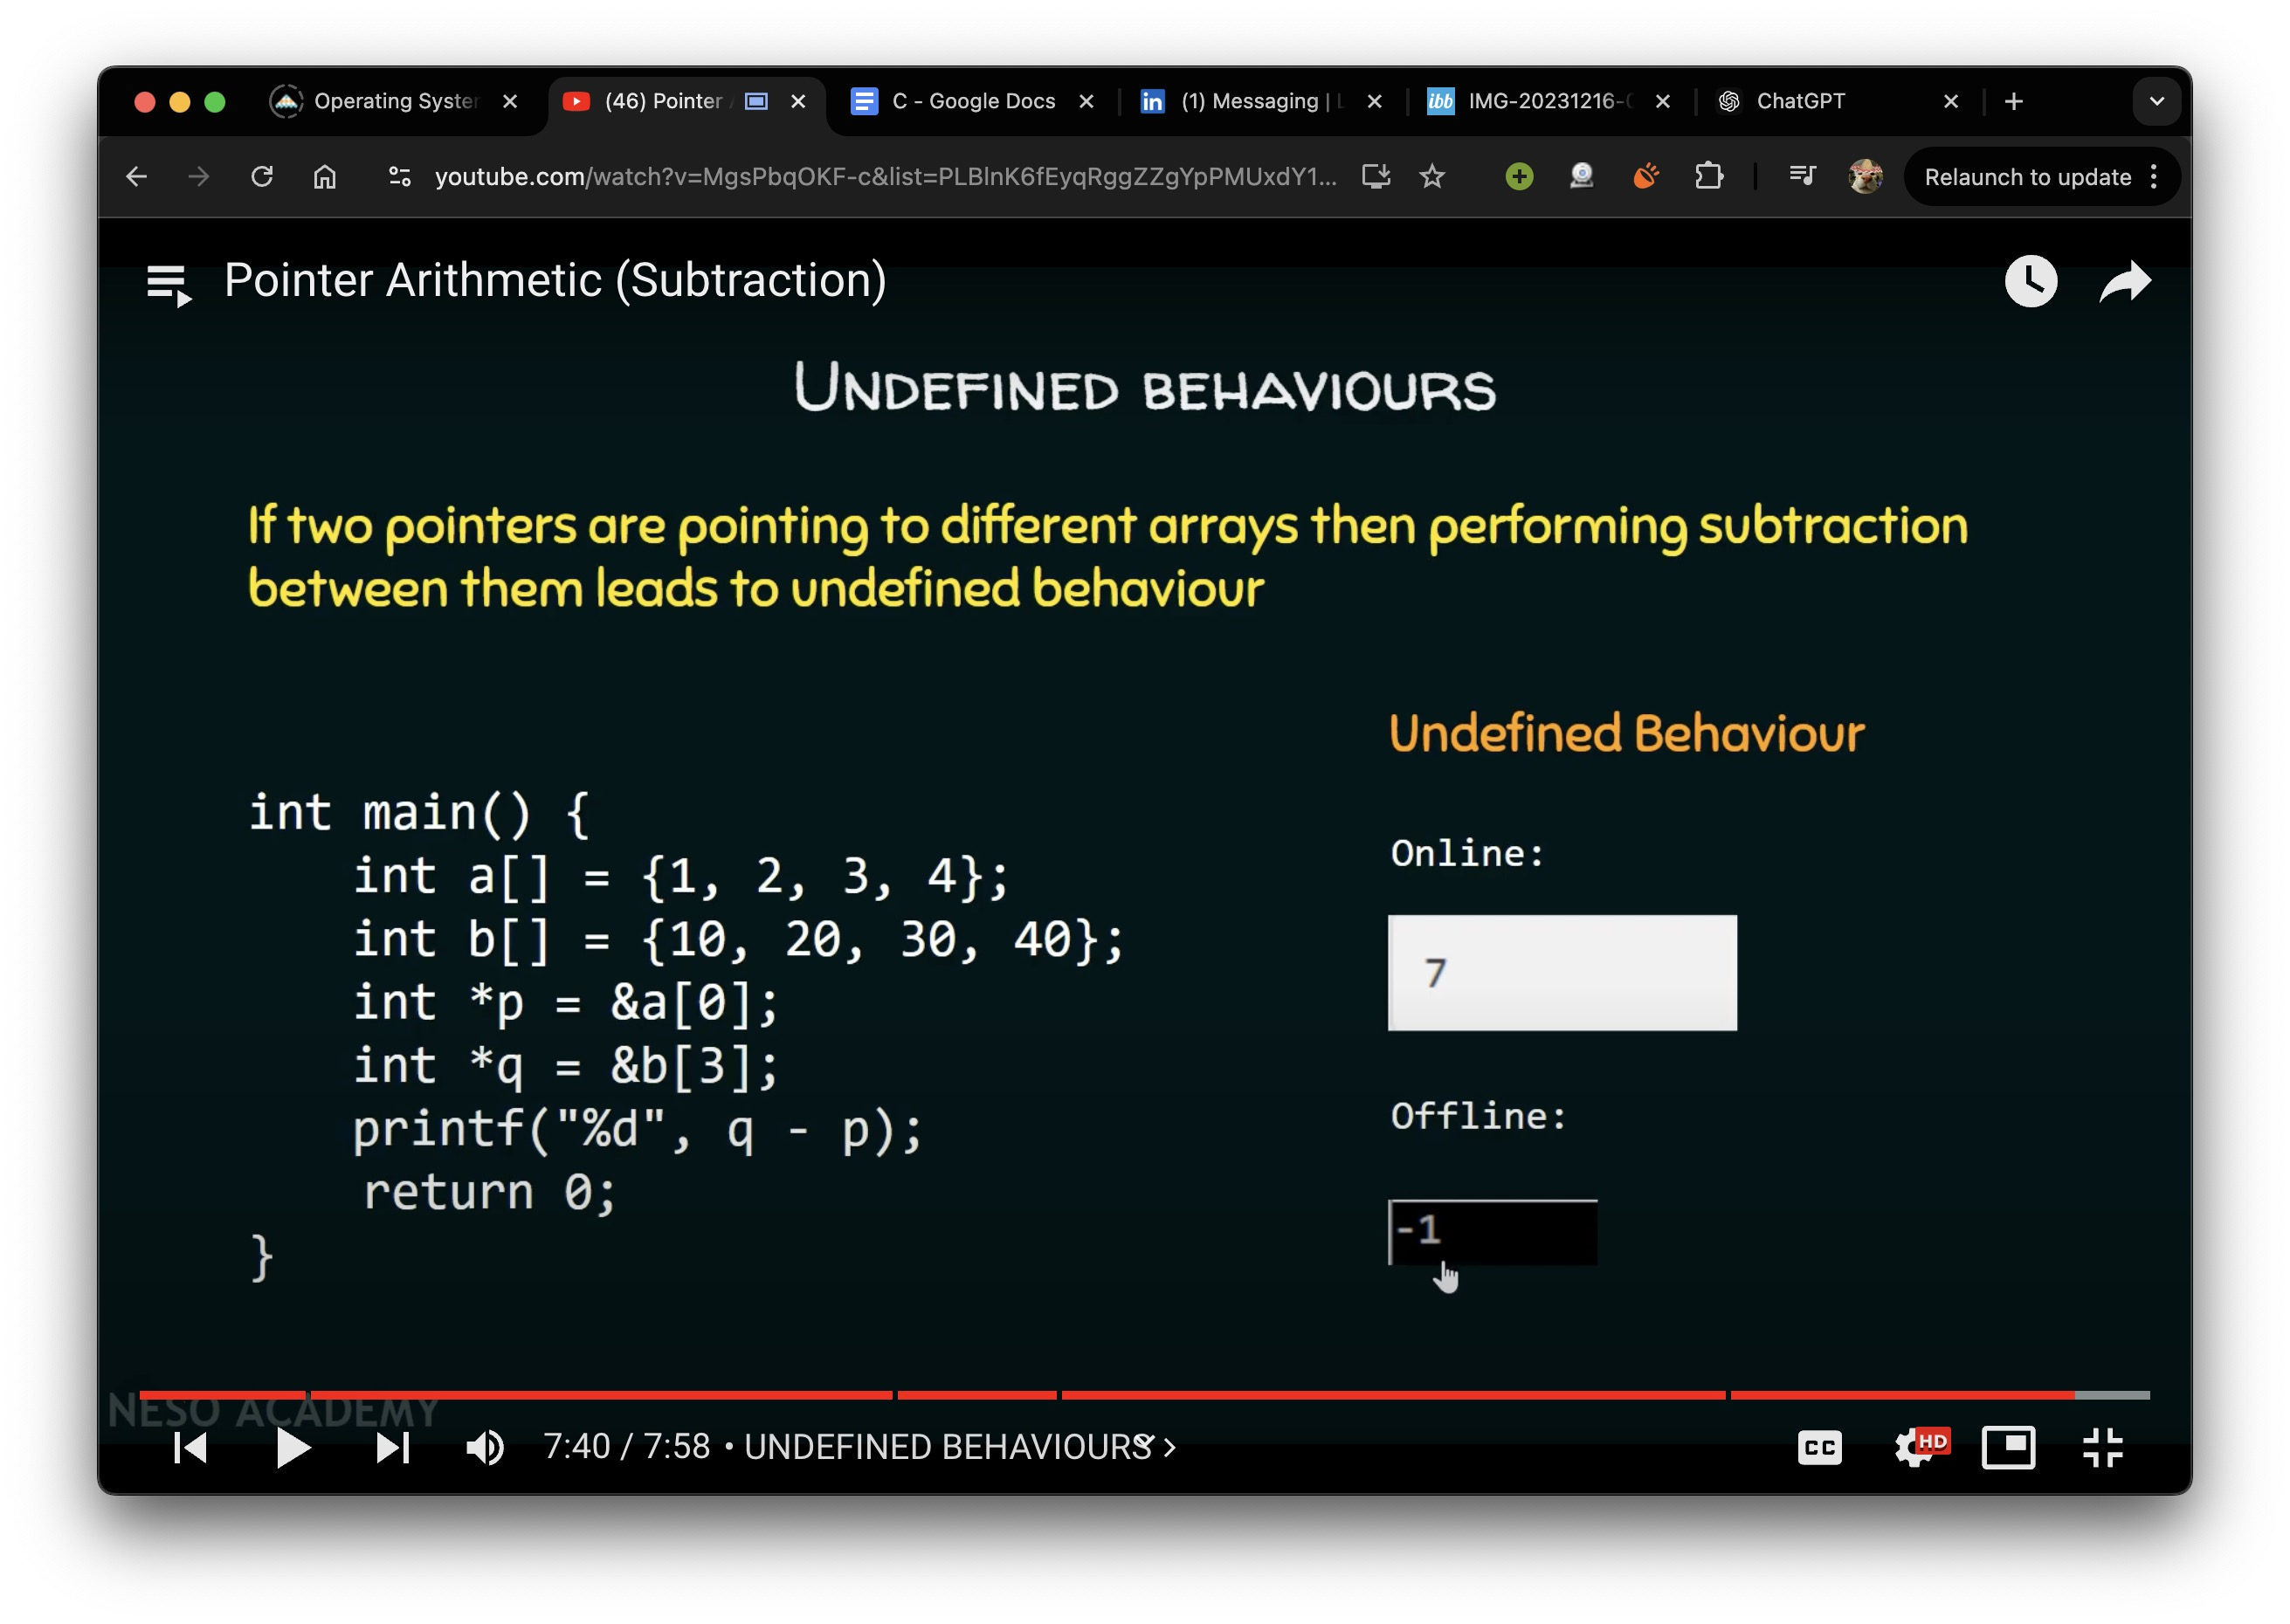 Operating Syste
(46) Pointer
C - Google Docs
(1) Messaging |
ibb IMG-20231216-
ChatGPT
youtube.com/watch?v=MgsPbqOKF-c&list=PLBlnK6fEyqRggZZgYpPMUxdY1...
Relaunch to update
Pointer Arithmetic (Subtraction)
UNDEFINED BEHAVIOURS
If two pointers are pointing to different arrays then performing subtraction
between them leads to undefined behaviour
Undefined Behaviour
int main() {
int a[] = {1, 2, 3, 4};
int b[] = {10, 20, 30, 40};
int *p = &a[0];
int *q = &b[3];
printf("%d", q - p);
return 0;
}
Online:
7
Offline:
-1
NESO ACADEMY
7:40 / 7:58 • UNDEFINED BEHAVIOURS
CC
HD